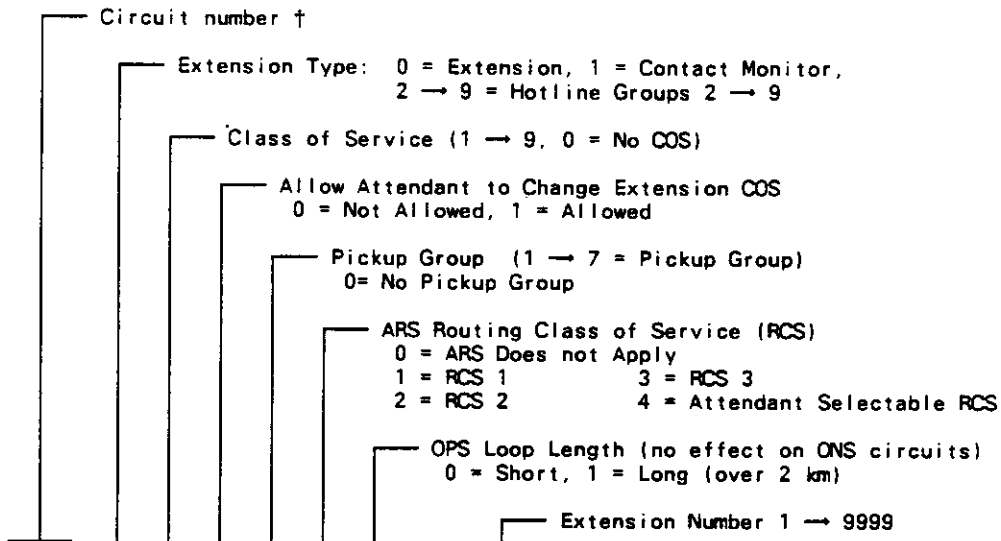 Circuit number †
Extension Type: 0 = Extension, 1 = Contact Monitor,
2 → 9 = Hotline Groups 2 → 9
Class of Service (1 → 9, 0 = No COS)
Allow Attendant to Change Extension COS
0 = Not Allowed, 1 = Allowed
Pickup Group (1 → 7 = Pickup Group)
0= No Pickup Group
ARS Routing Class of Service (RCS)
0 = ARS Does not Apply
1 = RCS 1 3 = RCS 3
2 = RCS 2 4 = Attendant Selectable RCS
OPS Loop Length (no effect on ONS circuits)
0 = Short, 1 = Long (over 2 km)
Extension Number 1 → 9999